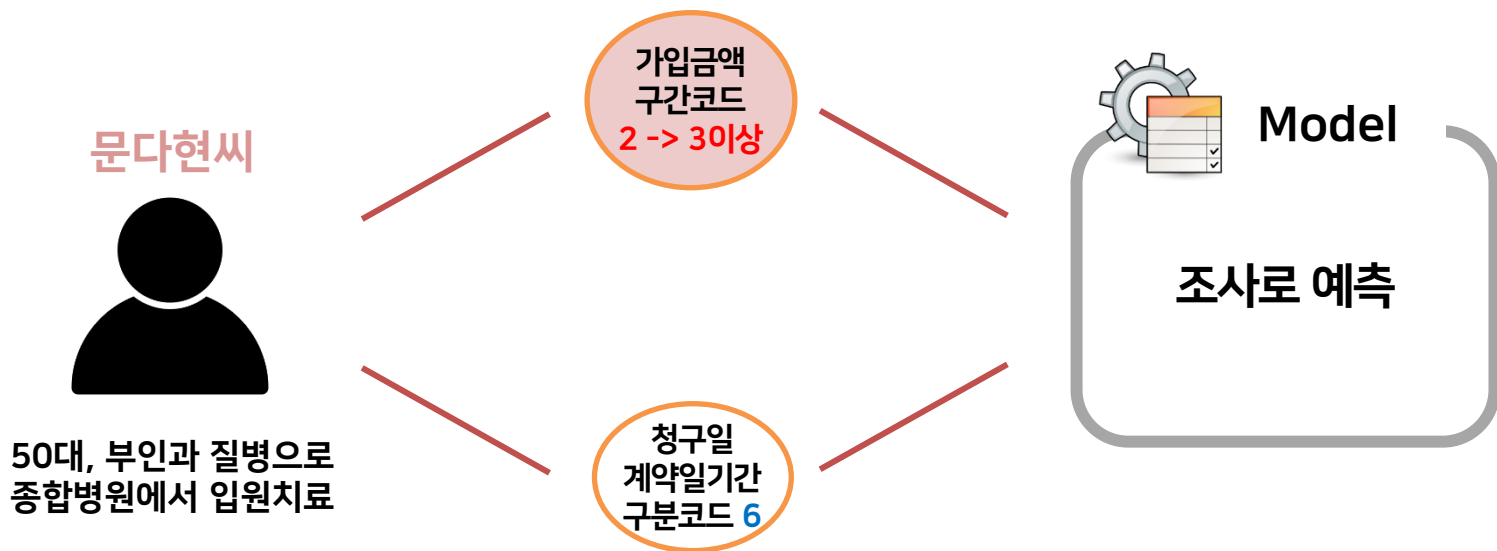 가입금액
구간코드
2 -> 3이상
문다현씨
Model
조사로 예측
50대, 부인과 질병으로
종합병원에서 입원치료
청구일
계약일기간
구분코드 6